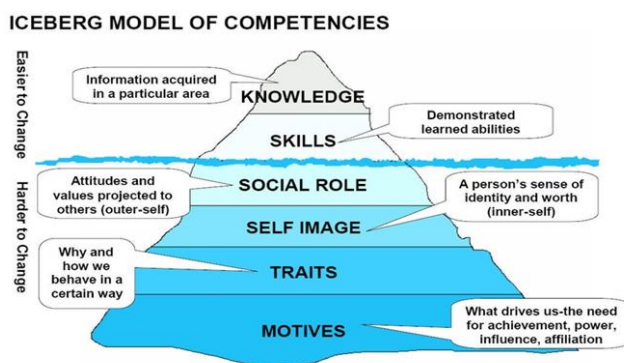 ICEBERG MODEL OF COMPETENCIES
Easier to Change
Information acquired
in a particular area
KNOWLEDGE
Demonstrated
learned abilities
SKILLS
Harder to Change
Attitudes and
values projected to
others (outer-self)
SOCIAL ROLE
A person's sense of
identity and worth
(inner-self)
SELF IMAGE
Why and
how we
behave in a
certain way
TRAITS
What drives us-the need
for achievement, power,
influence, affiliation
MOTIVES